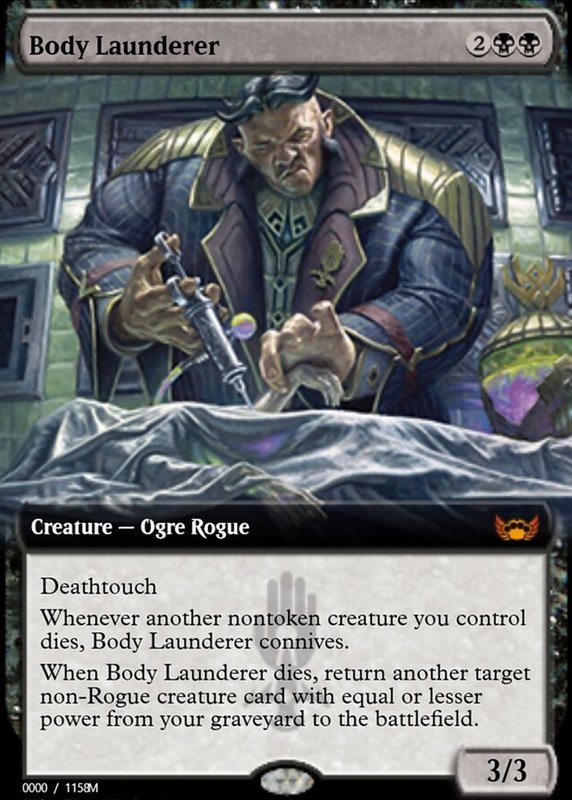 Body Launderer
2
Creature — Ogre Rogue
Deathtouch
Whenever another nontoken creature you control
dies, Body Launderer connives.
When Body Launderer dies, return another target
non-Rogue creature card with equal or lesser
power from your graveyard to the battlefield.
3/3
0000 / 1158M